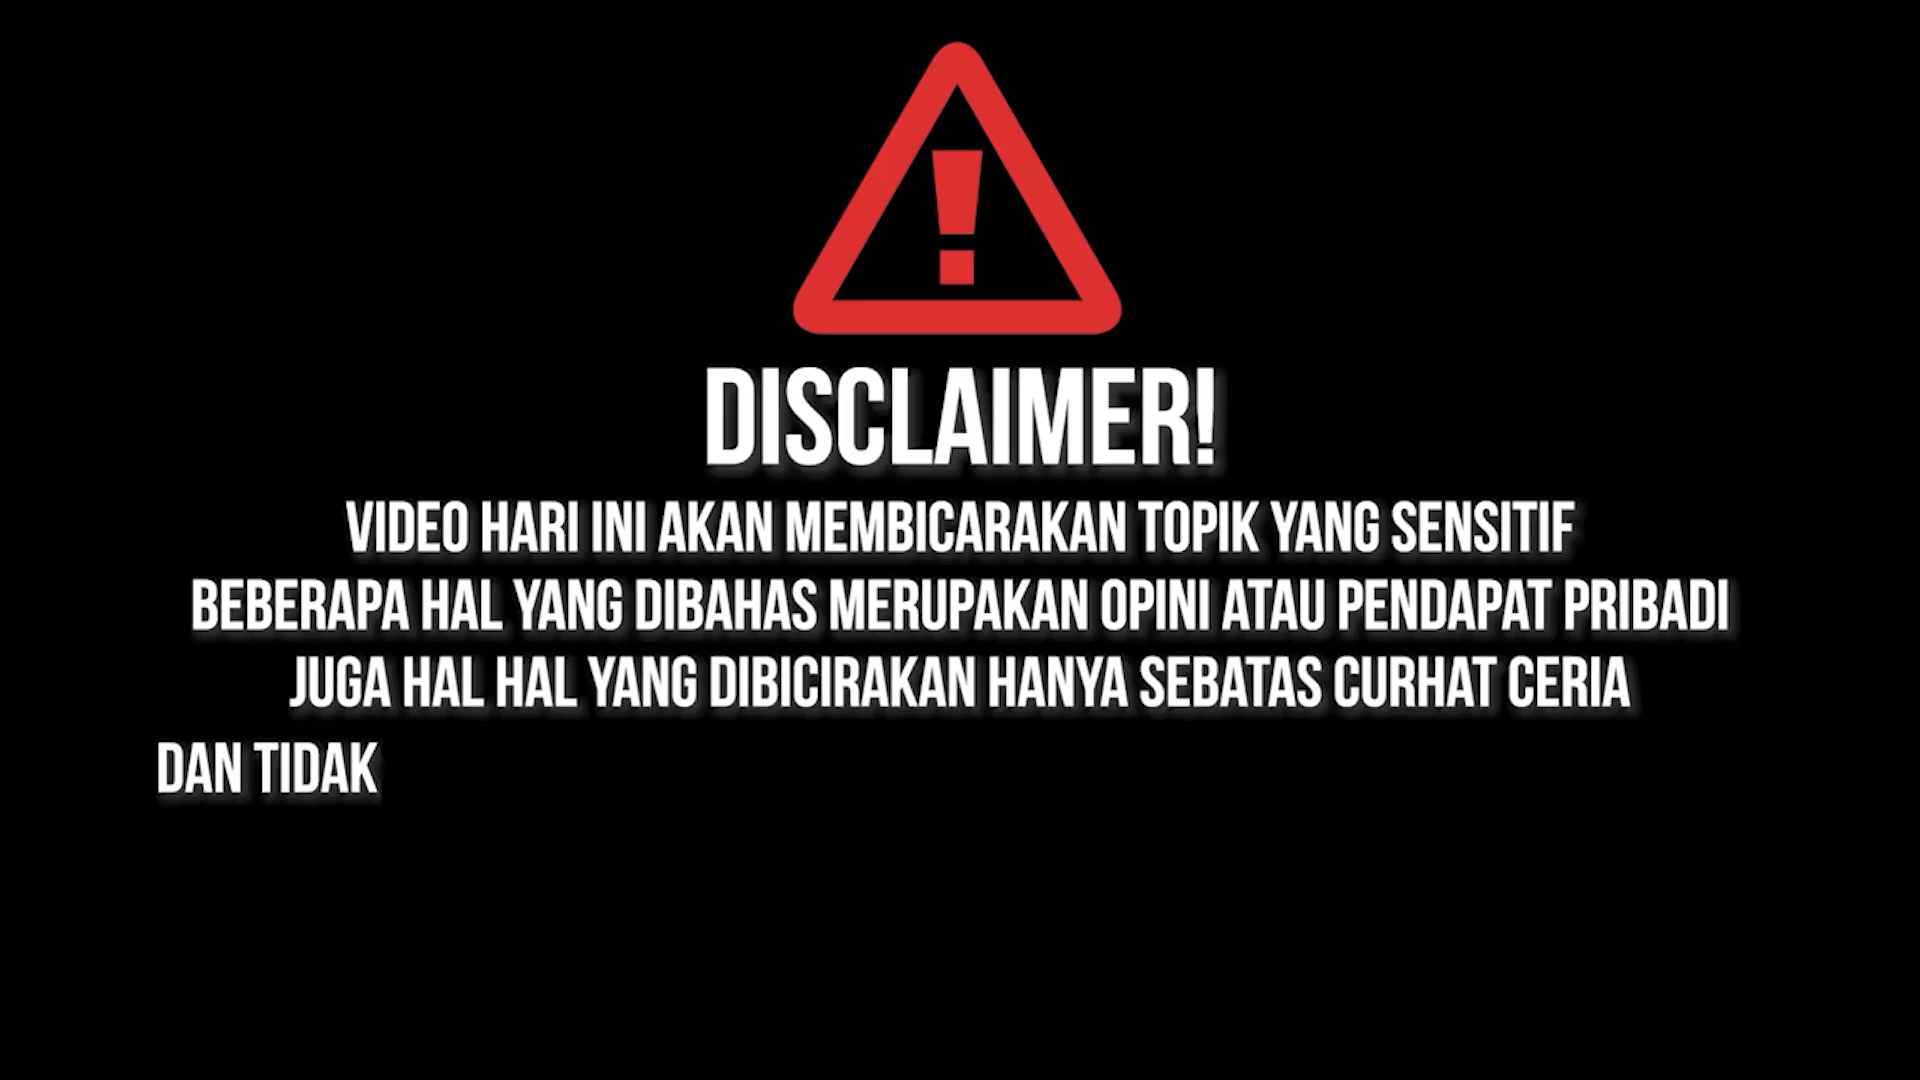 DISCLAIMER!
VIDEO HARI INI AKAN MEMBICARAKAN TOPIK YANG SENSITIF
BEBERAPA HAL YANG DIBAHAS MERUPAKAN OPINI ATAU PENDAPAT PRIBADI
JUGA HAL HAL YANG DIBICIRAKAN HANYA SEBATAS CURHAT CERIA
DAN TIDAK